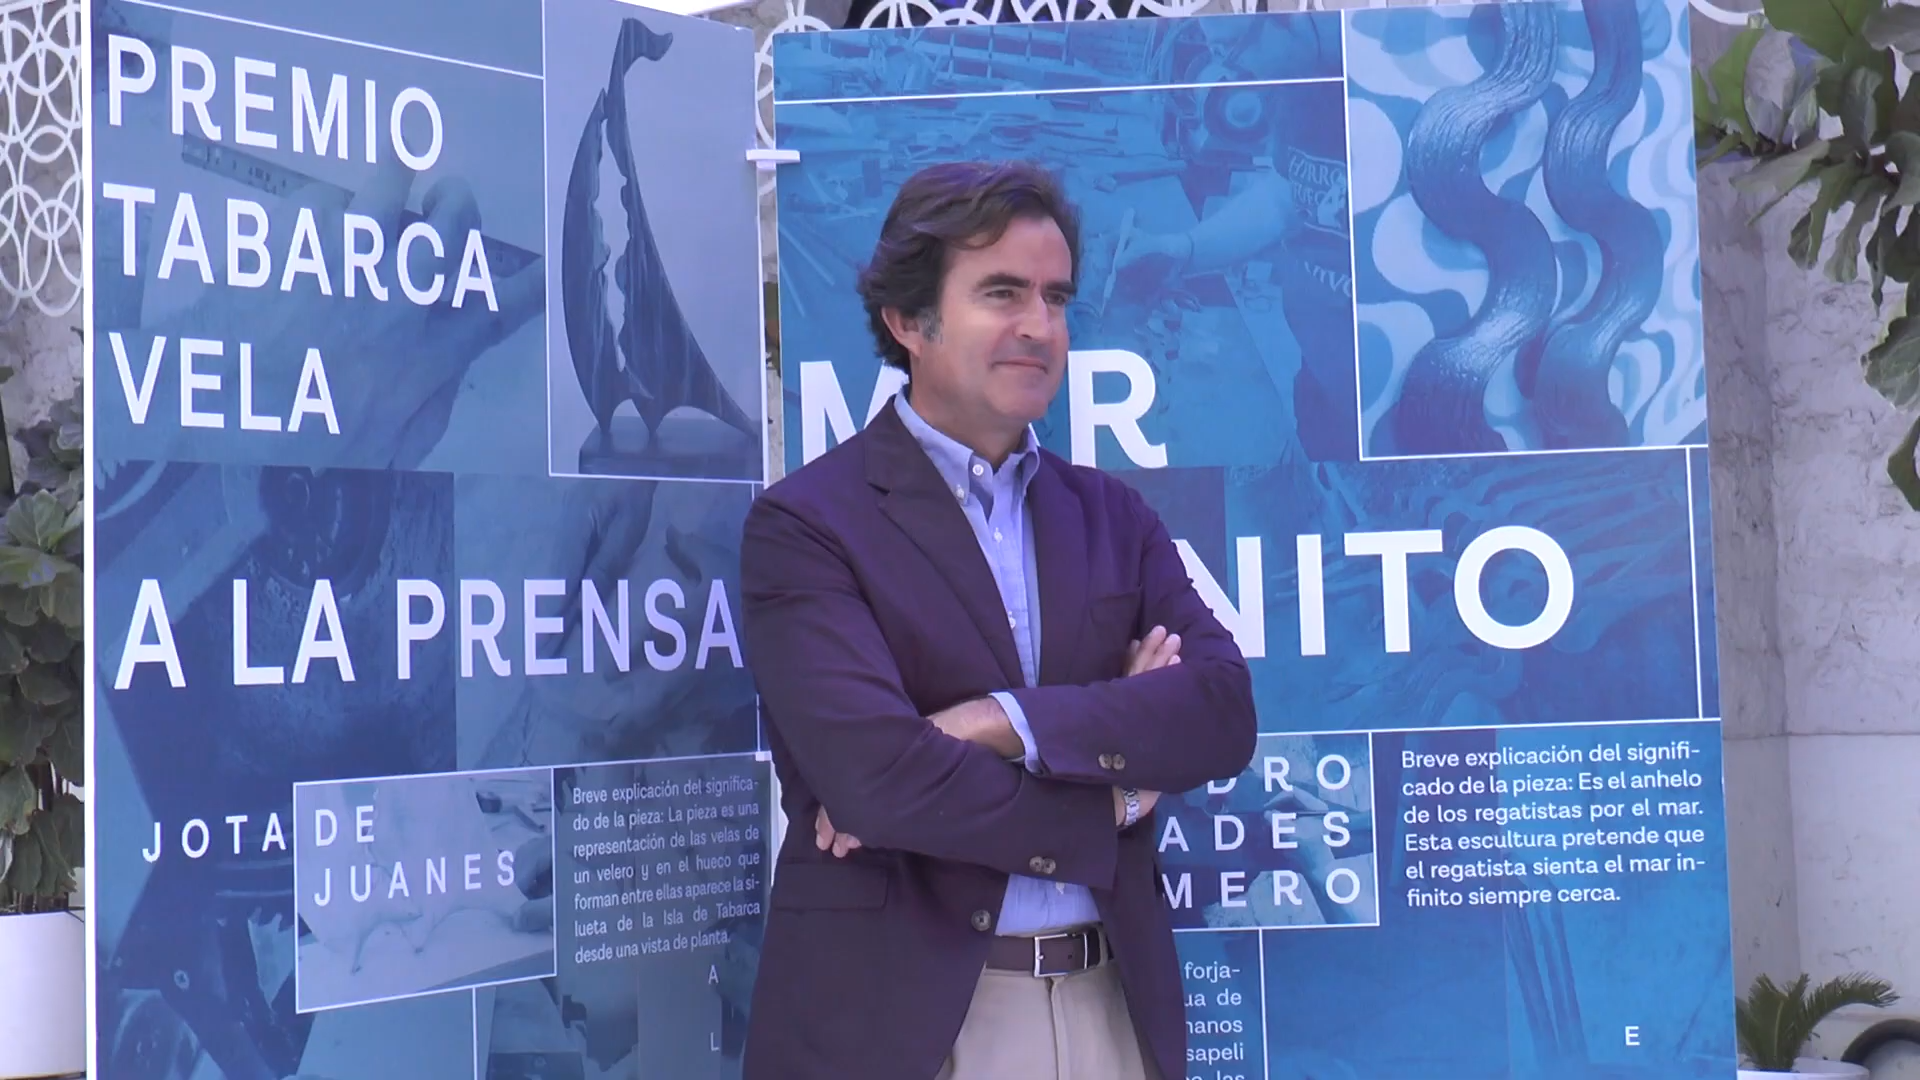 PREMIO
TABARCA
VELA
A LA PRENSA
JOTA DE
JUANES
Breve explicación del significa-
do de la pieza: La pieza es una
representación de las velas de
un velero y en el hueco que
forman entre ellas aparece la si-
lueta de la Isla de Tabarca
desde una vista de planta.
A
L
M R
NITO
DRO
ADES
MERO
Breve explicación del signifi-
cado de la pieza: Es el anhelo
de los regatistas por el mar.
Esta escultura pretende que
el regatista sienta el mar in-
finito siempre cerca.
forja-
ua de
manos
sapeli
E